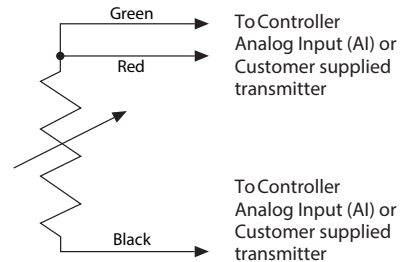 Green
To Controller
Analog Input (AI) or
Customer supplied
transmitter
Red
To Controller
Analog Input (AI) or
Customer supplied
transmitter
Black